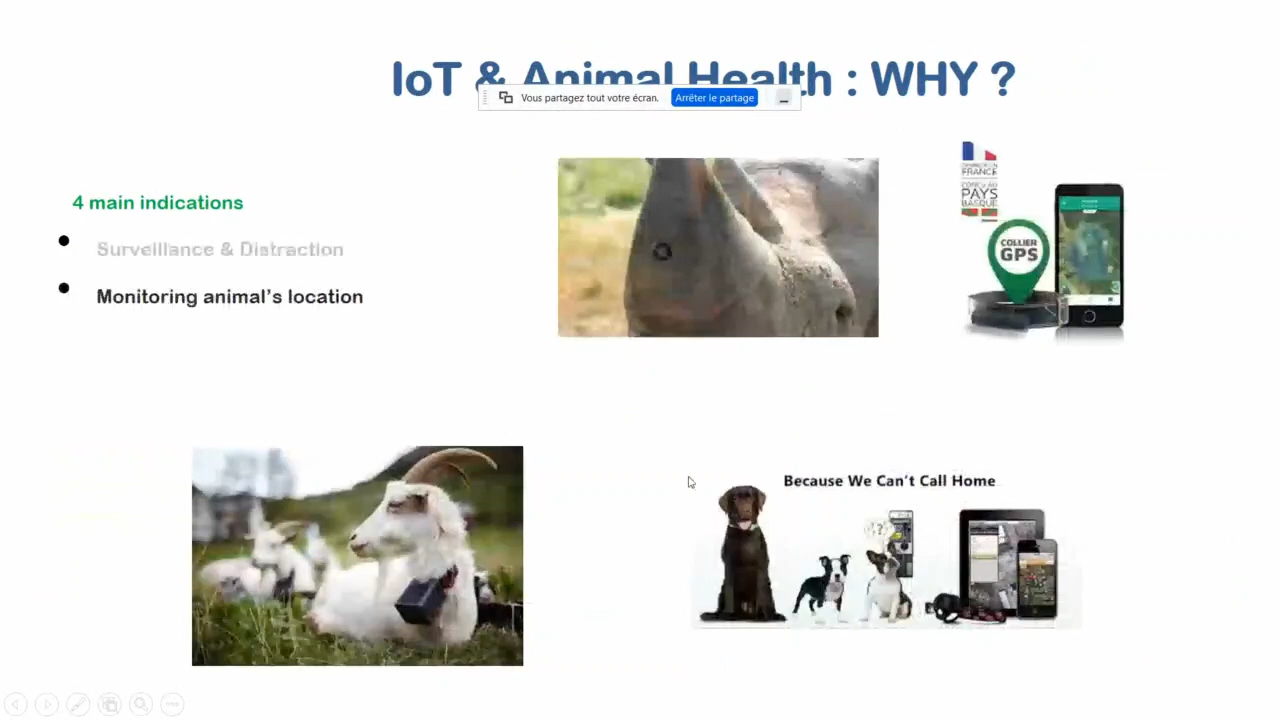 IoT & Animal Health : WHY ?
Vous partagez tout votre écran. Arrêter le partage
4 main indications
Surveillance & Distraction
Monitoring animal's location
FRANCE
PAYS
BASQUE
COLLIER
GPS
Because We Can't Call Home